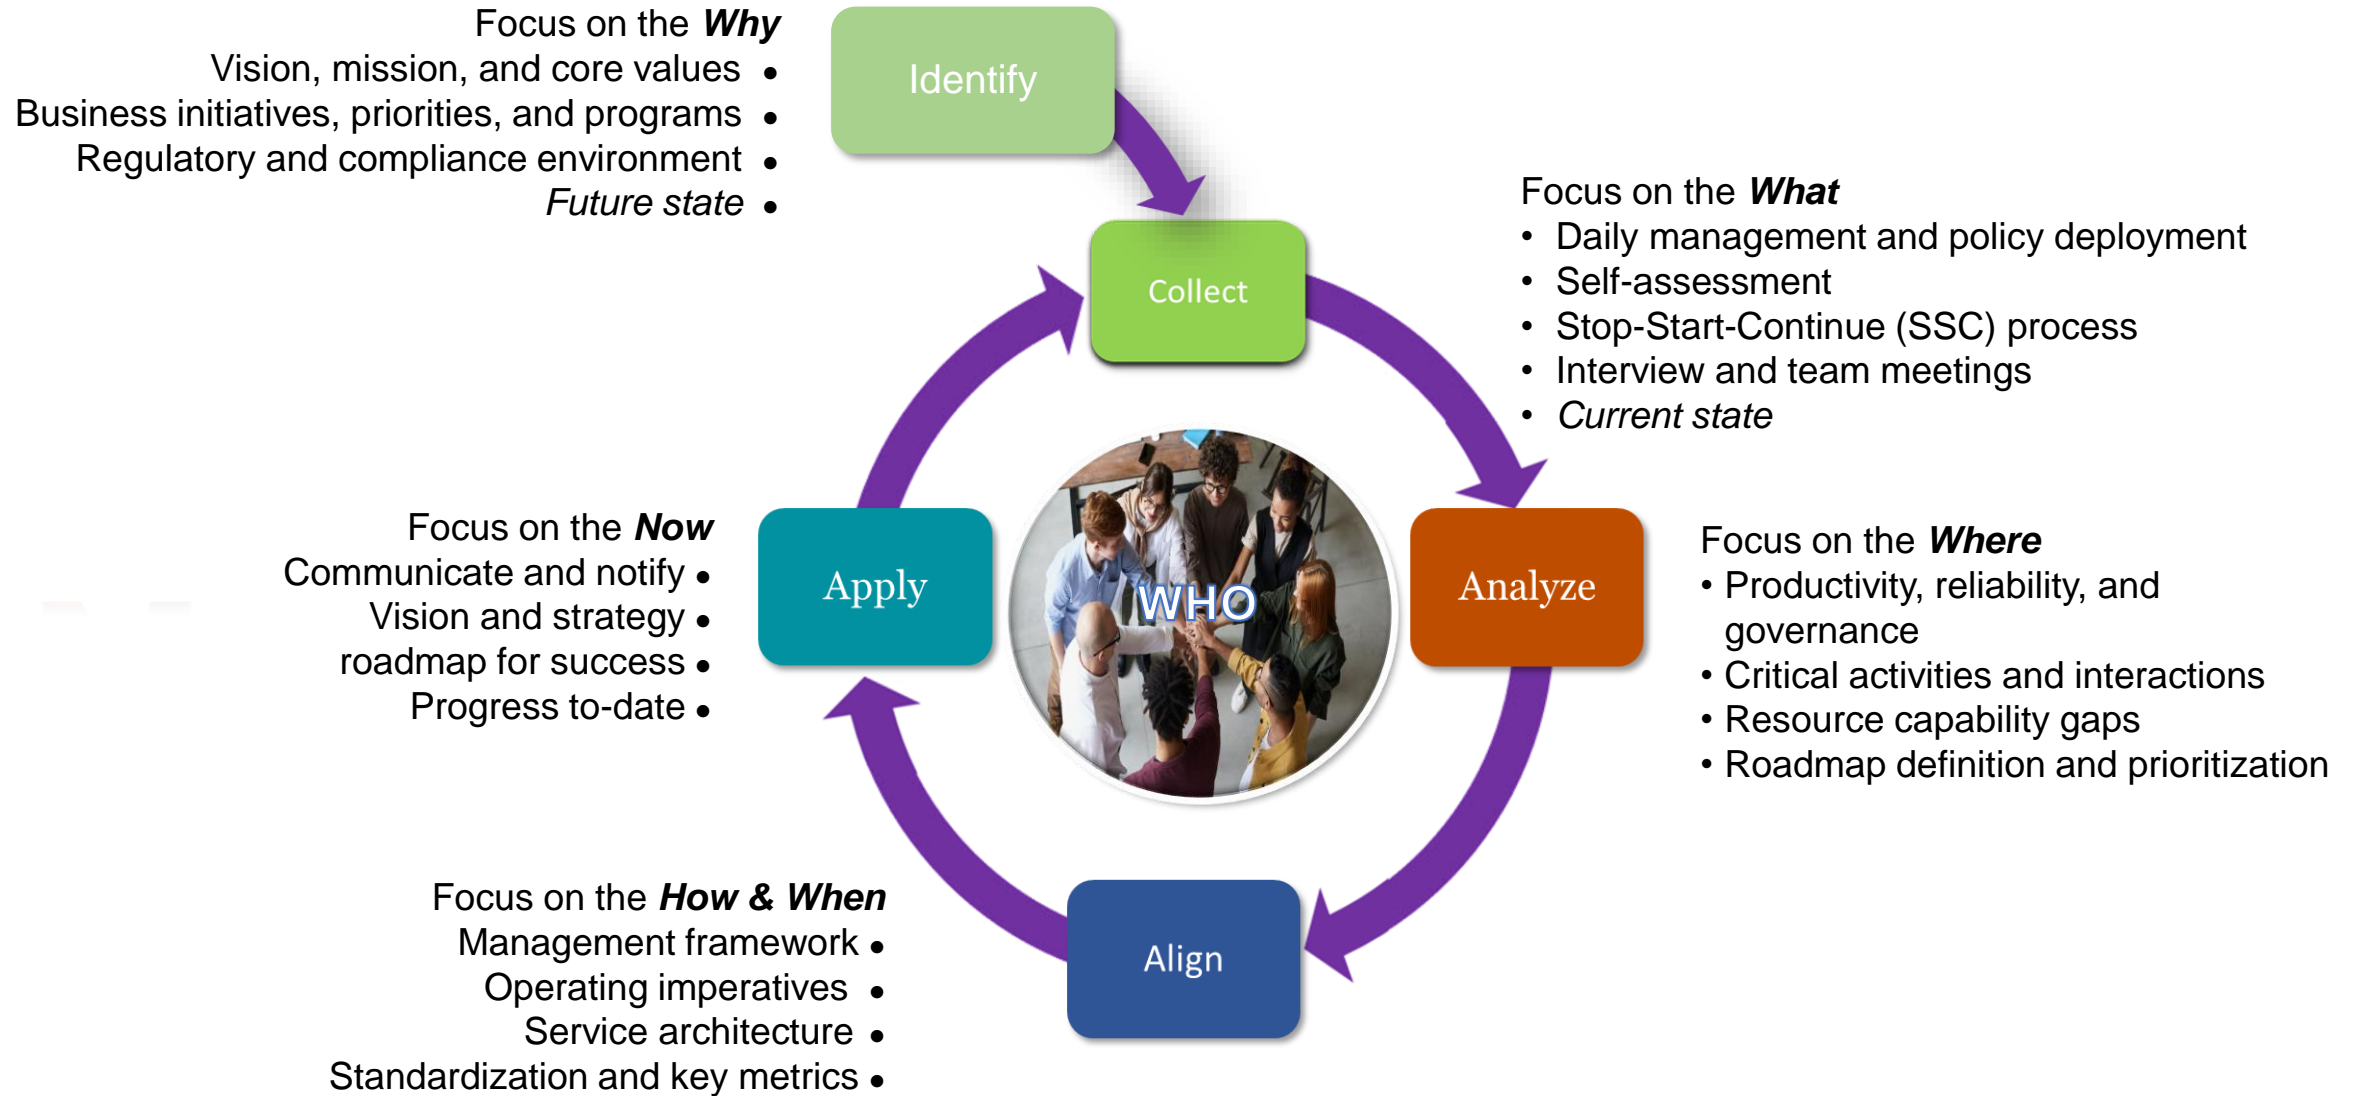 Focus on the Why
Vision, mission, and core values •
Business initiatives, priorities, and programs •
Regulatory and compliance environment •
Future state •
Identify
Collect
Focus on the What
• Daily management and policy deployment
• Self-assessment
• Stop-Start-Continue (SSC) process
• Interview and team meetings
• Current state
Analyze
Focus on the Where
• Productivity, reliability, and
governance
• Critical activities and interactions
• Resource capability gaps
• Roadmap definition and prioritization
WHO
Align
Focus on the How & When
Management framework •
Operating imperatives •
Service architecture •
Standardization and key metrics •
Apply
Focus on the Now
Communicate and notify •
Vision and strategy •
roadmap for success •
Progress to-date •